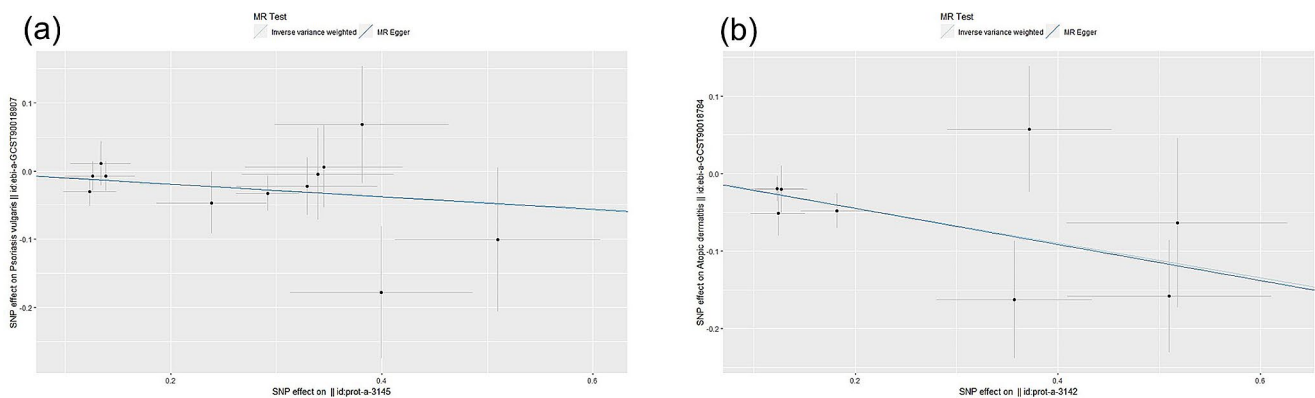 (a)
MR Test
Inverse variance weighted MR Egger
SNP effect on Psoriasis vulgaris || id:ebi-a-GCST90018907
0.1
0.0
-0.1
-0.2
0.2 0.4 0.6
SNP effect on || id:prot-a-3145
(b)
MR Test
Inverse variance weighted MR Egger
SNP effect on Atopic dermatitis || id:ebi-a-GCST90018784
0.1
0.0
-0.1
-0.2
0.2 0.4 0.6
SNP effect on || id:prot-a-3142